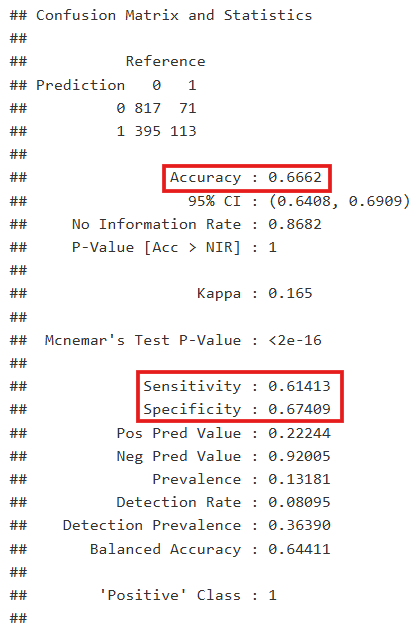 ## Confusion Matrix and Statistics
##
##           Reference
## Prediction   0   1
##          0 817  71
##          1 395 113
##
##                Accuracy : 0.6662
##                  95% CI : (0.6408, 0.6909)
##     No Information Rate : 0.8682
##     P-Value [Acc > NIR] : 1
##
##                   Kappa : 0.165
##
##  Mcnemar's Test P-Value : <2e-16
##
##             Sensitivity : 0.61413
##             Specificity : 0.67409
##          Pos Pred Value : 0.22244
##          Neg Pred Value : 0.92005
##              Prevalence : 0.13181
##          Detection Rate : 0.08095
##    Detection Prevalence : 0.36390
##       Balanced Accuracy : 0.64411
##
##        'Positive' Class : 1
##